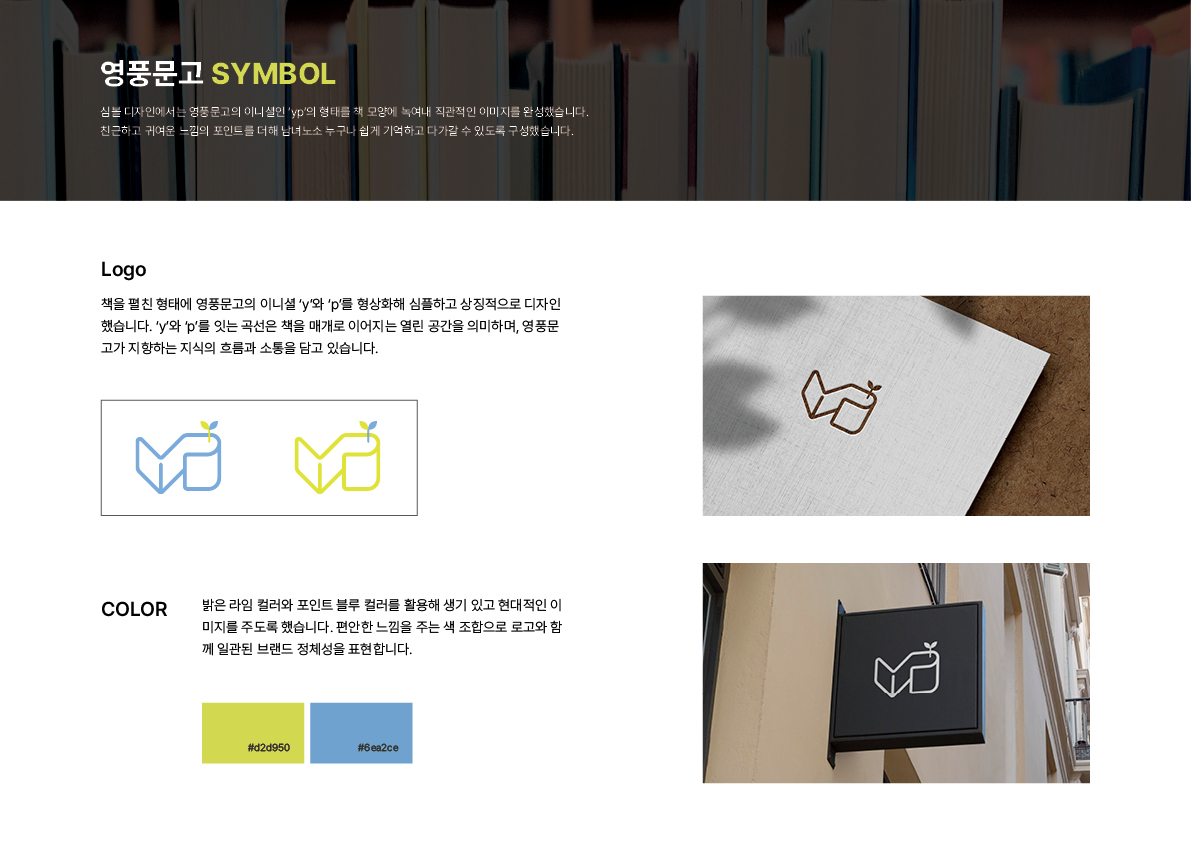 영풍문고 SYMBOL
심볼 디자인에서는 영풍문고의 이니셜인 ‘yp’의 형태를 책 모양에 녹여내 직관적인 이미지를 완성했습니다.
친근하고 귀여운 느낌의 포인트를 더해 남녀노소 누구나 쉽게 기억하고 다가갈 수 있도록 구성했습니다.
Logo
책을 펼친 형태에 영풍문고의 이니셜 ‘y’와 ‘p’를 형상화해 심플하고 상징적으로 디자인
했습니다. ‘y’와 ‘p’를 잇는 곡선은 책을 매개로 이어지는 열린 공간을 의미하며, 영풍문
고가 지향하는 지식의 흐름과 소통을 담고 있습니다.
COLOR
밝은 라임 컬러와 포인트 블루 컬러를 활용해 생기 있고 현대적인 이
미지를 주도록 했습니다. 편안한 느낌을 주는 색 조합으로 로고와 함
께 일관된 브랜드 정체성을 표현합니다.
#d2d950
#6ea2ce